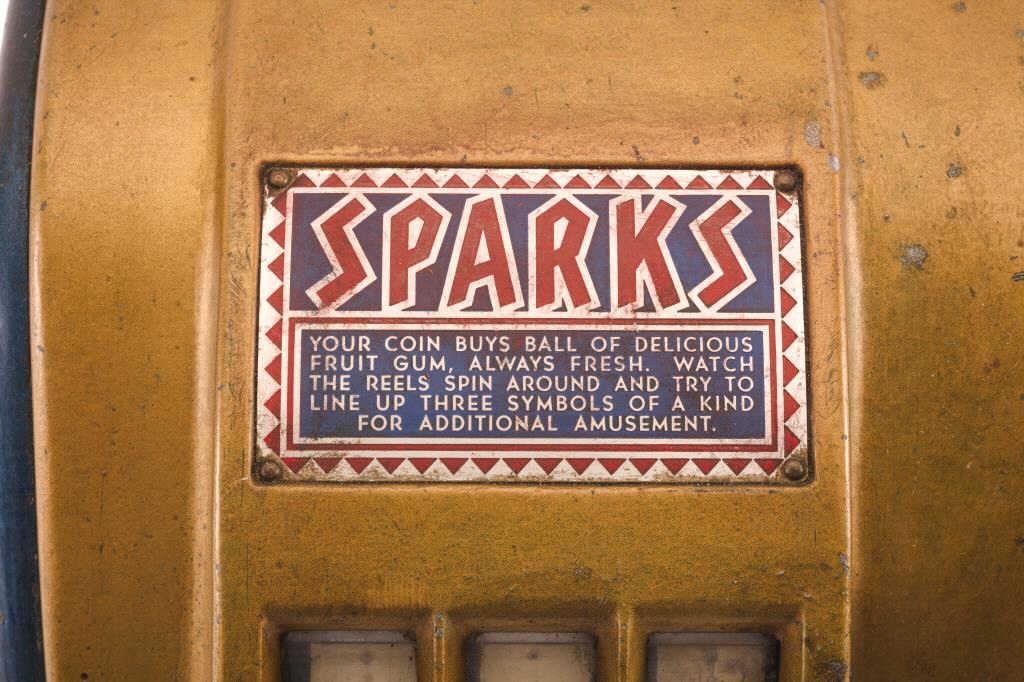 SPARKS
YOUR COIN BUYS BALL OF DELICIOUS
FRUIT GUM, ALWAYS FRESH. WATCH
THE REELS SPIN AROUND AND TRY TO
LINE UP THREE SYMBOLS OF A KIND
FOR ADDITIONAL AMUSEMENT.